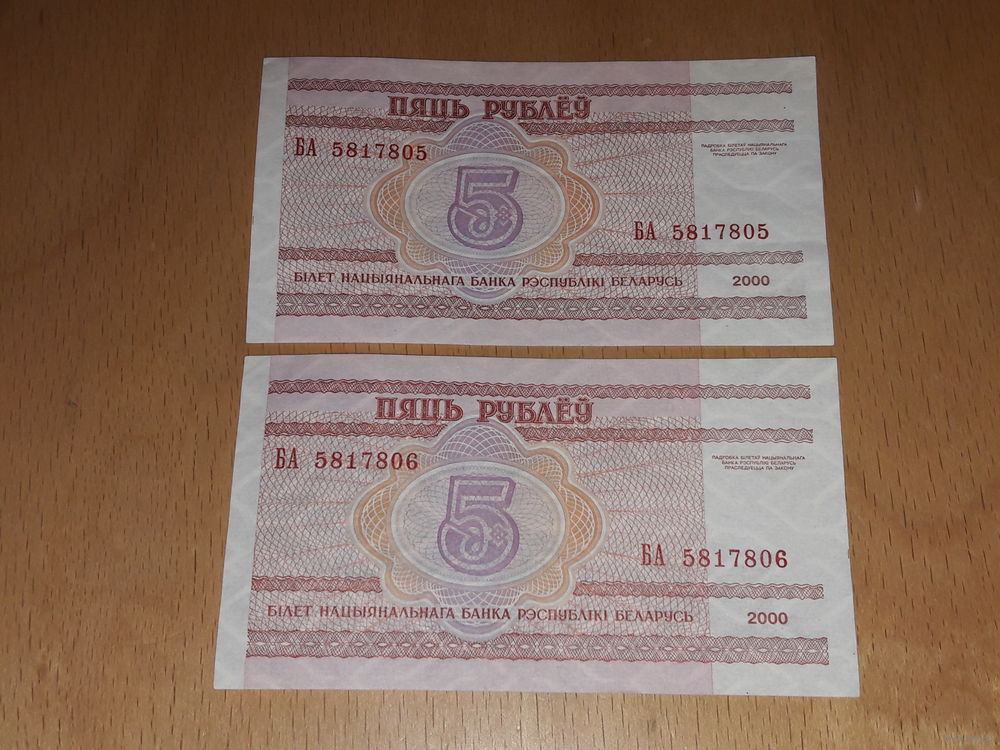 ПЯЦЬ РУБЛЁЎ
БА 5817805
ПАДРОБКА БІЛЕТАЎ НАЦЫЯНАЛЬНАГА
БАНКА РЭСПУБЛІКІ БЕЛАРУСЬ
ПРАСЛЕДУЕЦЦА ПА ЗАКОНУ
5
БА 5817805
БІЛЕТ НАЦЫЯНАЛЬНАГА БАНКА РЭСПУБЛІКІ БЕЛАРУСЬ 2000
ПЯЦЬ РУБЛЁЎ
БА 5817806
ПАДРОБКА БІЛЕТАЎ НАЦЫЯНАЛЬНАГА
БАНКА РЭСПУБЛІКІ БЕЛАРУСЬ
ПРАСЛЕДУЕЦЦА ПА ЗАКОНУ
5
БА 5817806
БІЛЕТ НАЦЫЯНАЛЬНАГА БАНКА РЭСПУБЛІКІ БЕЛАРУСЬ 2000